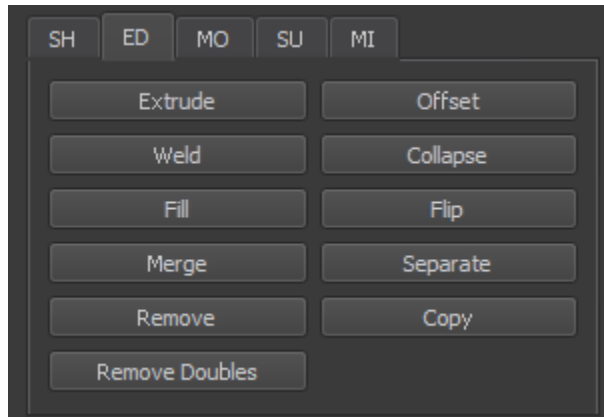 SH ED MO SU MI
Extrude Offset
Weld Collapse
Fill Flip
Merge Separate
Remove Copy
Remove Doubles